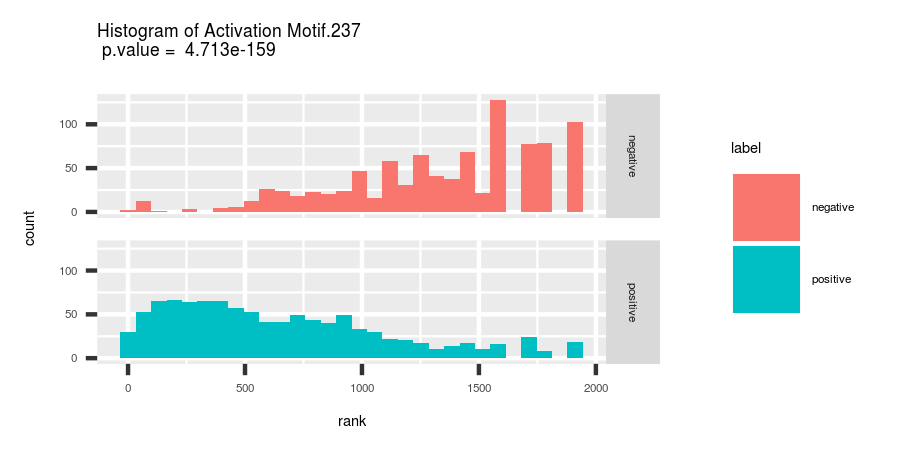 Histogram of Activation Motif.237
p.value =  4.713e-159
100
50
0
negative
100
50
0
positive
0
500
1000
1500
2000
rank
count
label
negative
positive